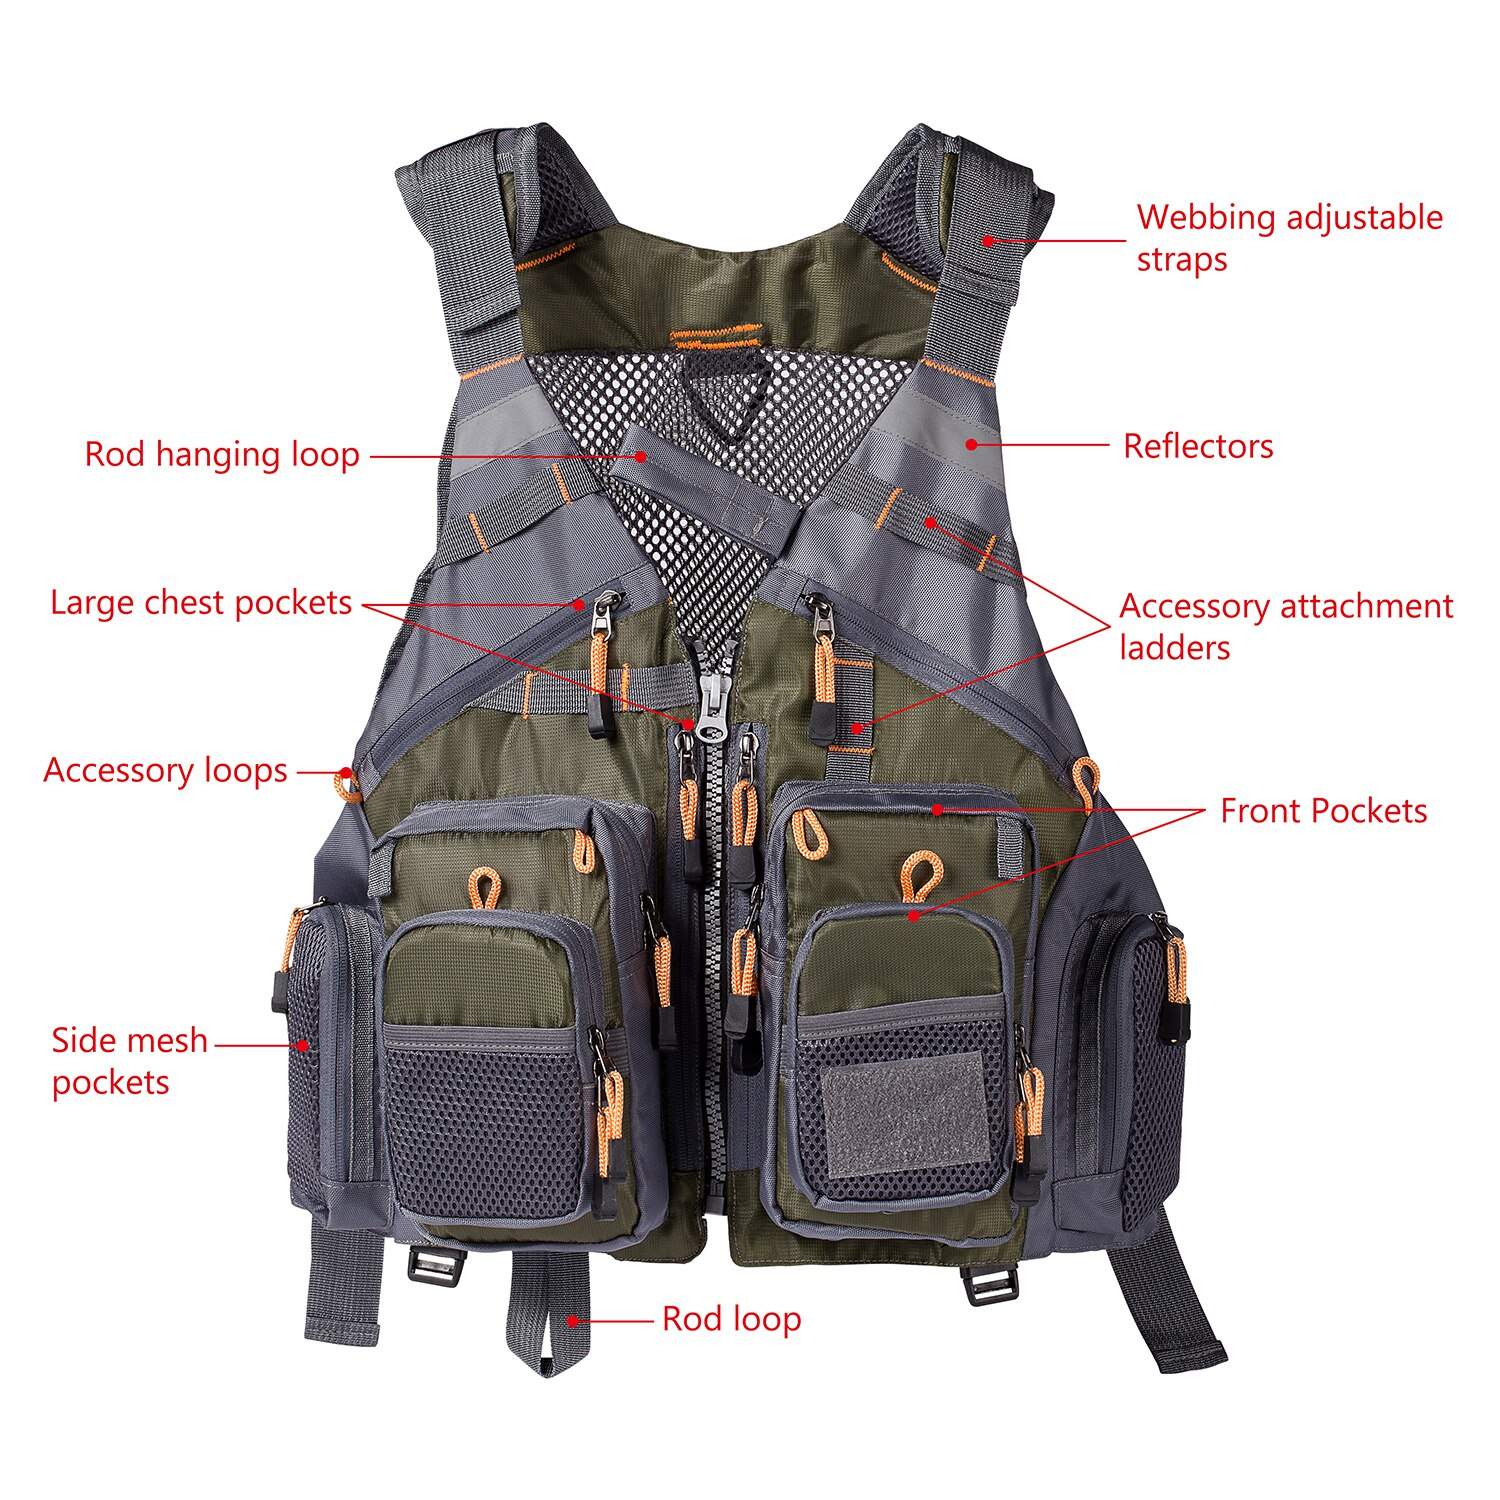 Webbing adjustable
straps
Rod hanging loop
Reflectors
Large chest pockets
Accessory attachment
ladders
Accessory loops
Front Pockets
Side mesh
pockets
Rod loop